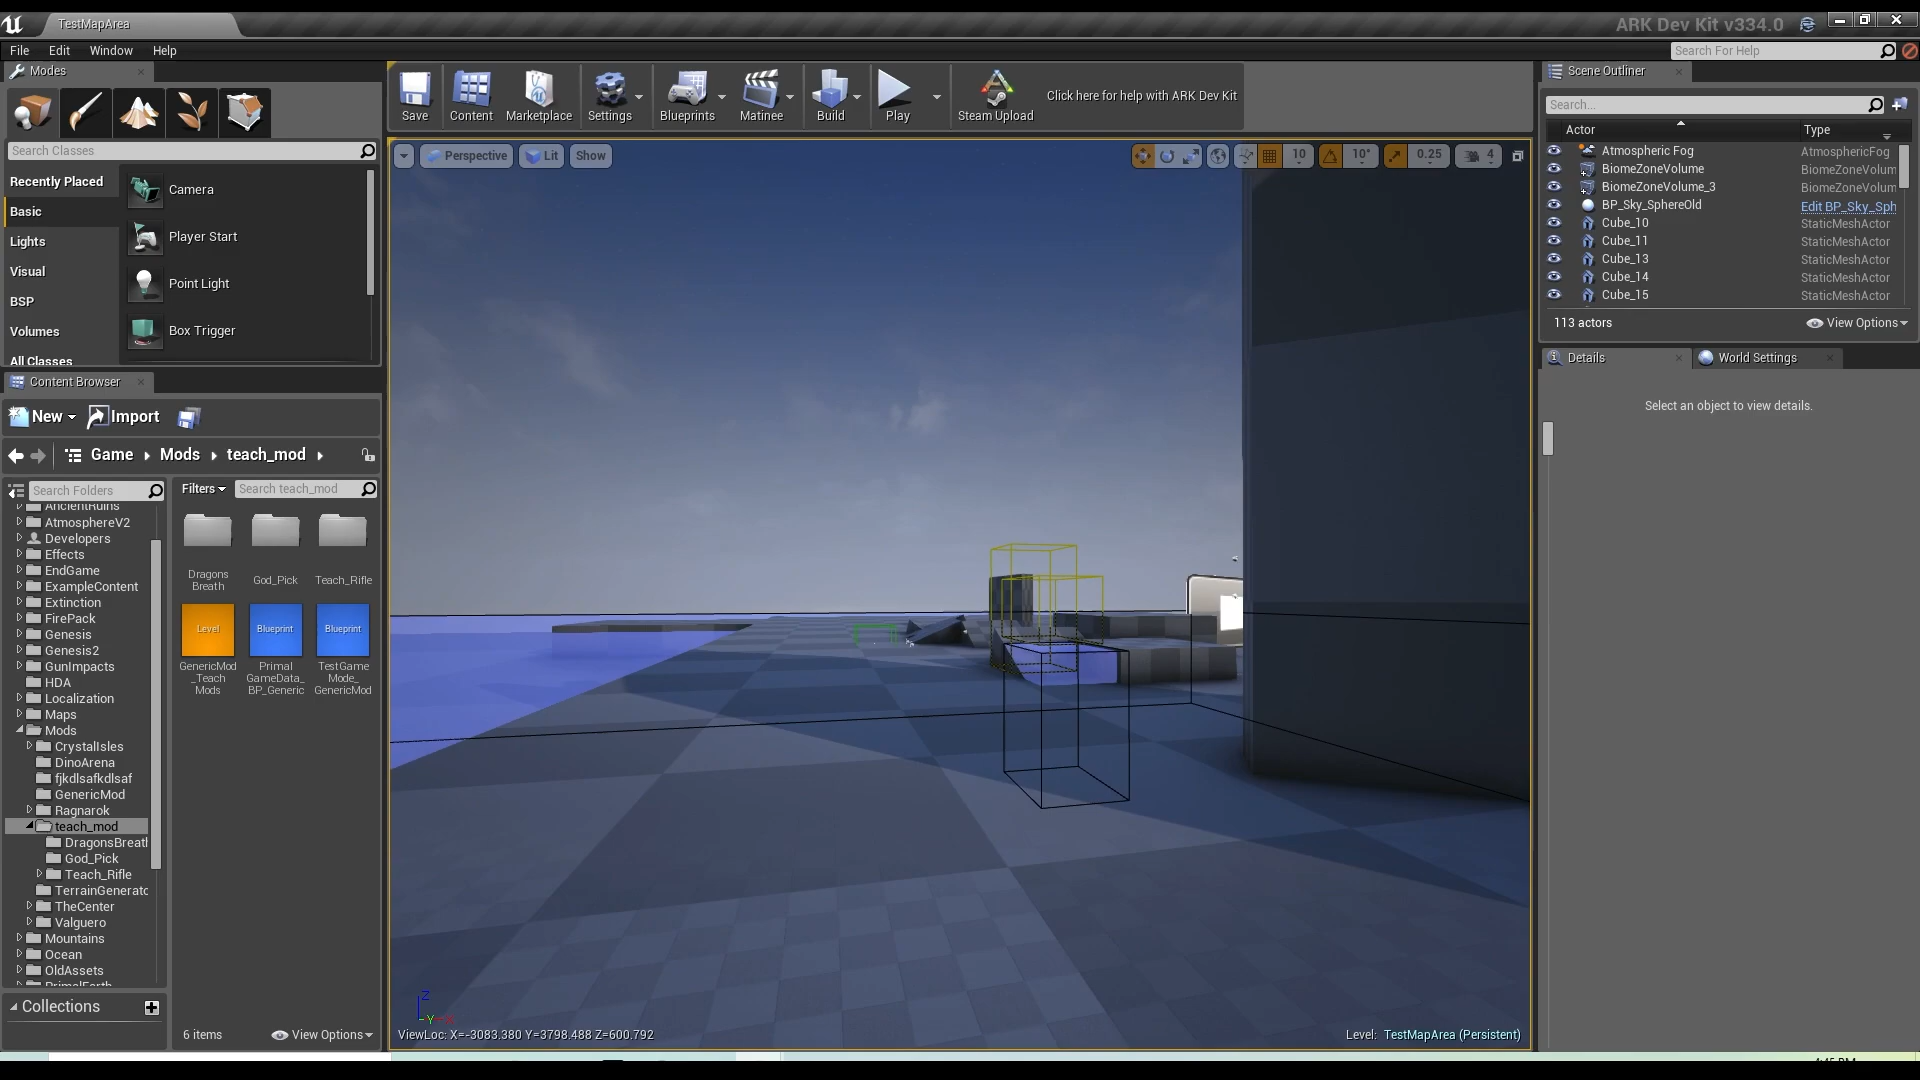 TestMapArea
ARK Dev Kit v334.0
File Edit Window Help
Search For Help
Modes
Search Classes
Recently Placed
Basic
Lights
Visual
BSP
Volumes
All Classes
Camera
Player Start
Point Light
Box Trigger
Save
Content
Marketplace
Settings
Blueprints
Matinee
Build
Play
Steam Upload
Click here for help with ARK Dev Kit
Perspective
Lit
Show
10
10°
0.25
4
Content Browser
New
Import
Game
Mods
teach_mod
Search Folders
AncientRuins
AtmosphereV2
Developers
Effects
EndGame
ExampleContent
Extinction
FirePack
Genesis
Genesis2
GunImpacts
HDA
Localization
Maps
Mods
CrystalIsles
DinoArena
fjkdlsafkdlsaf
GenericMod
Ragnarok
teach_mod
DragonsBreatl
God_Pick
Teach_Rifle
TerrainGeneratc
TheCenter
Valguero
Mountains
Ocean
OldAssets
Collections
Filters
Search teach_mod
Dragons
Breath
God_Pick
Teach_Rifle
Level
Blueprint
Blueprint
GenericMod
_Teach
Mods
Primal
GameData_
BP_Generic
TestGame
Mode_
GenericMod
6 items
View Options
Z
Y
ViewLoc: X=-3083.380 Y=3798.488 Z=600.792
Level: TestMapArea (Persistent)
Scene Outliner
Search...
Actor Type
Atmospheric Fog AtmosphericFog
BiomeZoneVolume BiomeZoneVolum
BiomeZoneVolume_3 BiomeZoneVolum
BP_Sky_SphereOld Edit BP_Sky_Sph
Cube_10 StaticMeshActor
Cube_11 StaticMeshActor
Cube_13 StaticMeshActor
Cube_14 StaticMeshActor
Cube_15 StaticMeshActor
113 actors
View Options
Details
World Settings
Select an object to view details.